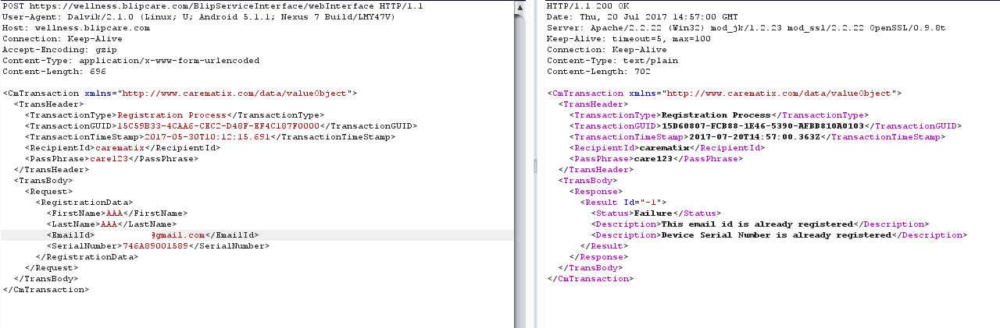 POST https://wellness.blipcare.com/BlipServiceInterface/webInterface HTTP/1.1
User-Agent: Dalvik/2.1.0 (Linux; U; Android 5.1.1; Nexus 7 Build/LMY47V)
Host: wellness.blipcare.com
Connection: Keep-Alive
Accept-Encoding: gzip
Content-Type: application/x-www-form-urlencoded
Content-Length: 696
<CmTransaction xmlns="http://www.carematix.com/data/valueObject">
<TransHeader>
<TransactionType>Registration Process</TransactionType>
<TransactionGUID>15C59B33-4CAA6-CEC2-D48F-EF4C187F0000</TransactionGUID>
<TransactionTimeStamp>2017-05-30T10:12:15.691</TransactionTimeStamp>
<RecipientId>carematix</RecipientId>
<PassPhrase>care123</PassPhrase>
</TransHeader>
<TransBody>
<Request>
<RegistrationData>
<FirstName>AAA</FirstName>
<LastName>AAA</LastName>
<EmailId> @gmail.com</EmailId>
<SerialNumber>746A89001589</SerialNumber>
</RegistrationData>
</Request>
</TransBody>
</CmTransaction>
HTTP/1.1 200 OK
Date: Thu, 20 Jul 2017 14:57:00 GMT
Server: Apache/2.2.22 (Win32) mod_jk/1.2.23 mod_ssl/2.2.22 OpenSSL/0.9.8t
Keep-Alive: timeout=5, max=100
Connection: Keep-Alive
Content-Type: text/plain
Content-Length: 702
<CmTransaction xmlns="http://www.carematix.com/data/valueObject">
<TransHeader>
<TransactionType>Registration Process</TransactionType>
<TransactionGUID>15D60807-FCB88-1E46-5390-AFBB810A0103</TransactionGUID>
<TransactionTimeStamp>2017-07-20T14:57:00.363Z</TransactionTimeStamp>
<RecipientId>carematix</RecipientId>
<PassPhrase>care123</PassPhrase>
</TransHeader>
<TransBody>
<Response>
<Result Id="-1">
<Status>Failure</Status>
<Description>This email id is already registered</Description>
<Description>Device Serial Number is already registered</Description>
</Result>
</Response>
</TransBody>
</CmTransaction>